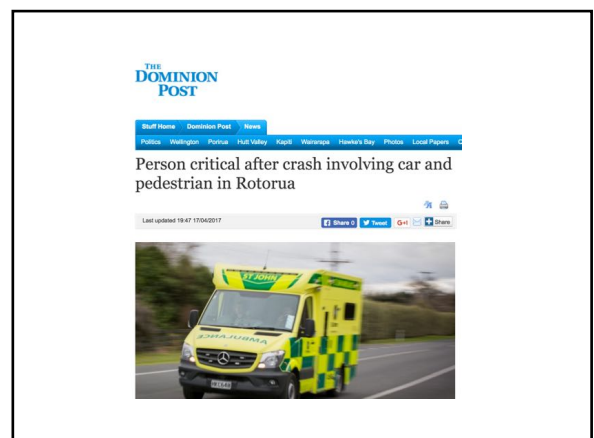 THE
DOMINION
POST
Stuff Home Dominion Post News
Politics Wellington Porirua Hutt Valley Kapiti Wairarapa Hawke's Bay Photos Local Papers
Person critical after crash involving car and
pedestrian in Rotorua
Last updated 19:47 17/04/2017 Share 0 Tweet G+1 Share
ST JOHN
AMBULANCE